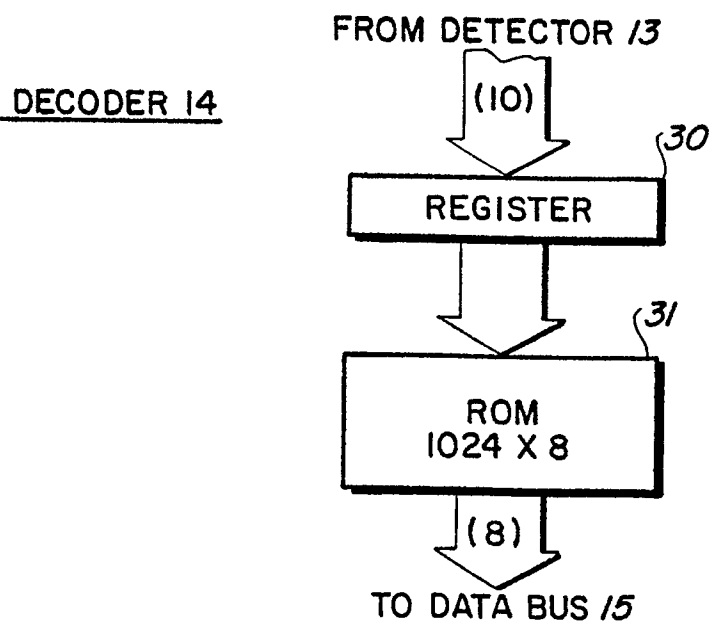 FROM DETECTOR 13
DECODER 14
(10)
30
REGISTER
31
ROM
1024 X 8
(8)
TO DATA BUS 15